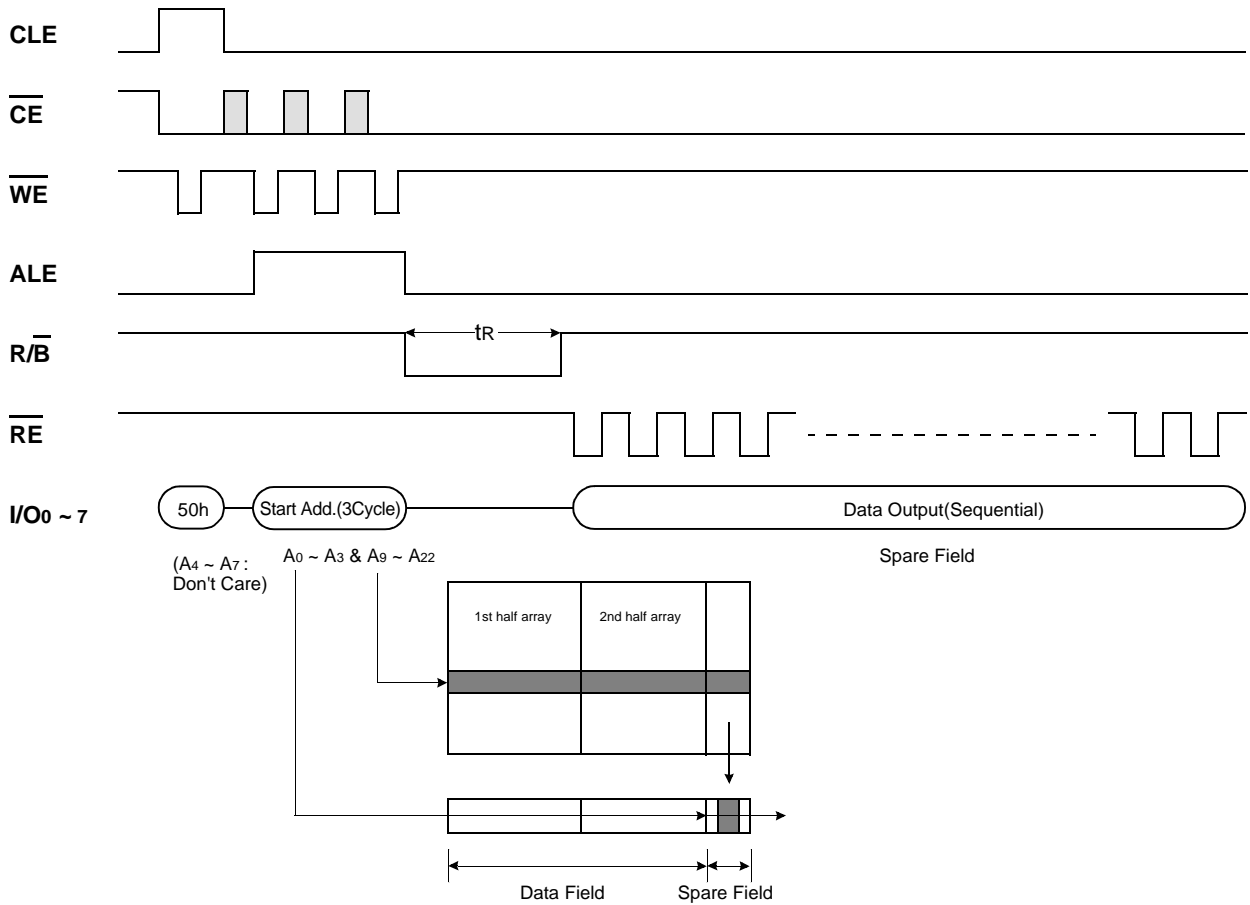 CLE
CE
WE
ALE
R/B
tR
RE
I/O0 ~ 7
50h
Start Add.(3Cycle)
Data Output(Sequential)
(A4 ~ A7 :
Don't Care)
A0 ~ A3 & A9 ~ A22
Spare Field
1st half array
2nd half array
Data Field
Spare Field